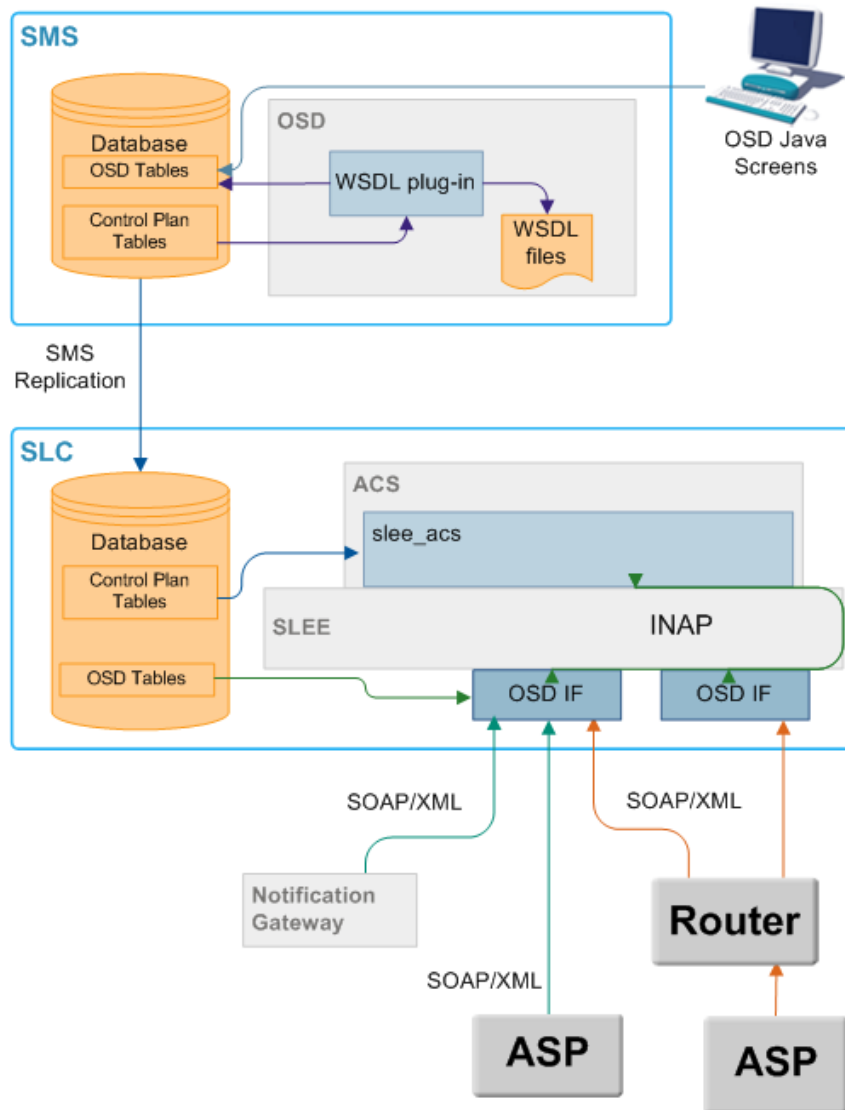 SMS
Database
OSD Tables
Control Plan
Tables
OSD
WSDL plug-in
WSDL
files
OSD Java
Screens
SMS
Replication
SLC
Database
Control Plan
Tables
OSD Tables
ACS
slee_acs
SLEE
INAP
OSD IF
OSD IF
SOAP/XML
SOAP/XML
Notification
Gateway
Router
SOAP/XML
ASP
ASP